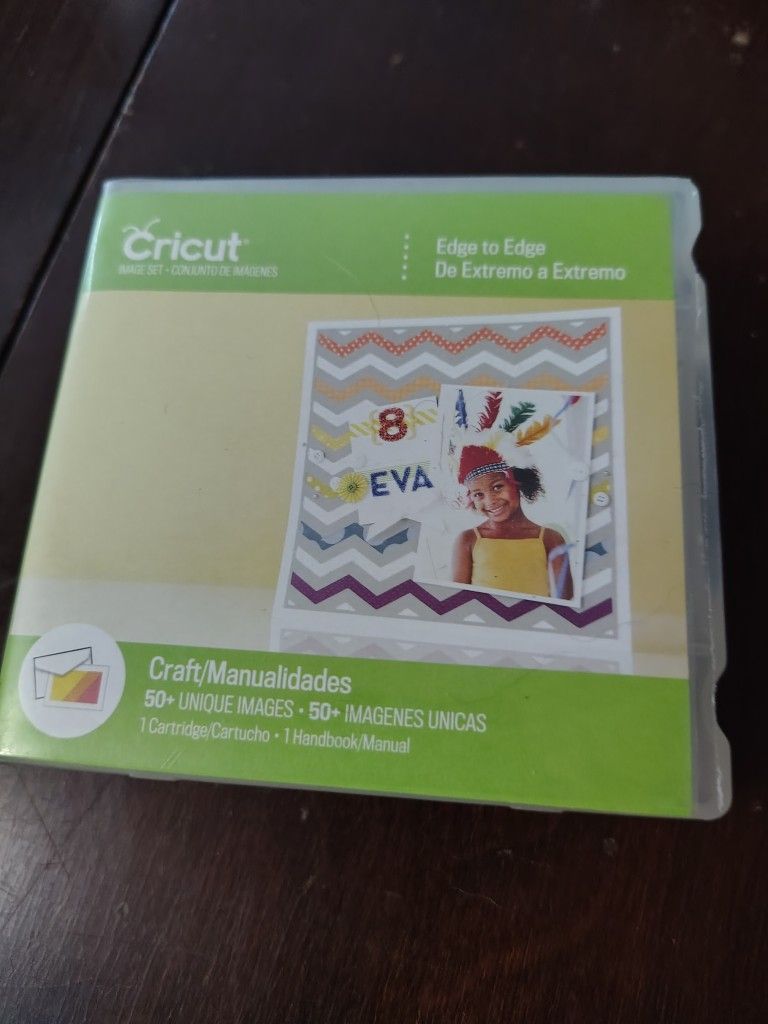 Cricut®
IMAGE SET • CONJUNTO DE IMÁGENES
Edge to Edge
De Extremo a Extremo
8
EVA
Craft/Manualidades
50+ UNIQUE IMAGES • 50+ IMAGENES UNICAS
1 Cartridge/Cartucho • 1 Handbook/Manual